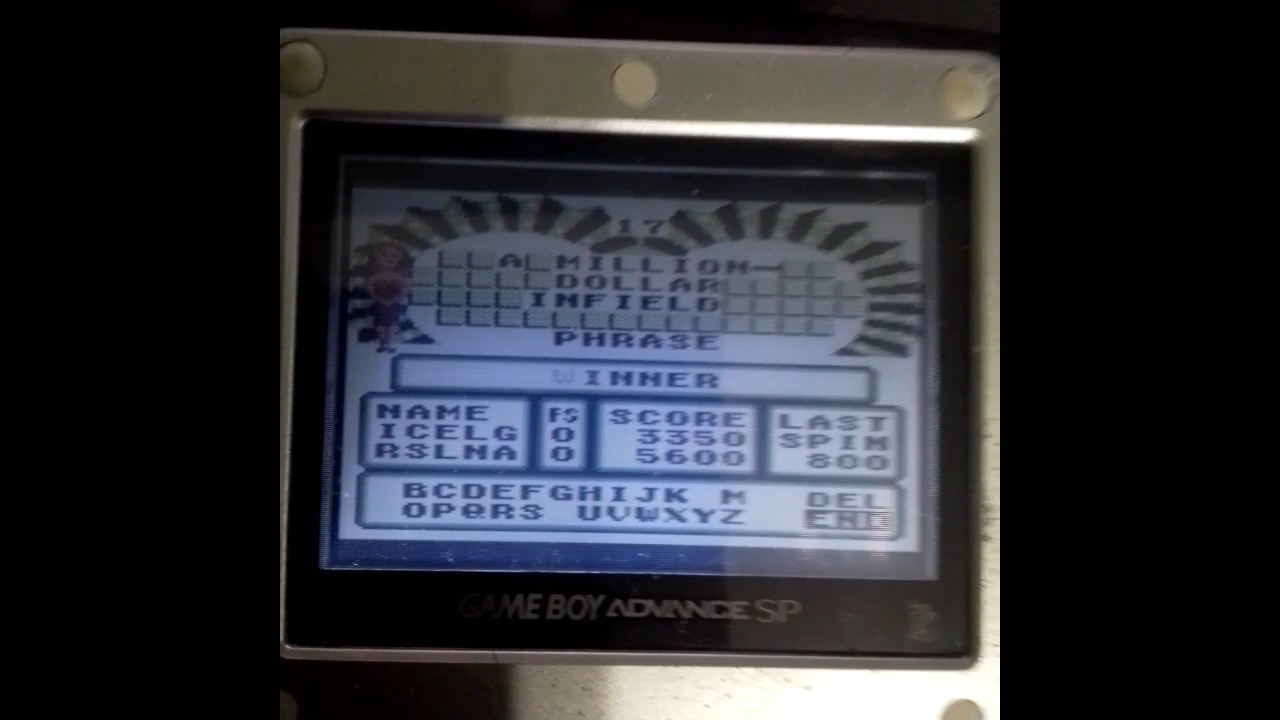 17
A MILLION-
DOLLAR
INFIELD
PHRASE
WINNER
NAME FS SCORE LAST
ICELG 0 3350 SPIN
RSLNA 0 5600 800
BCDEFGHIJK M DEL
OPQRS UVWXYZ END
GAME BOY ADVANCE SP